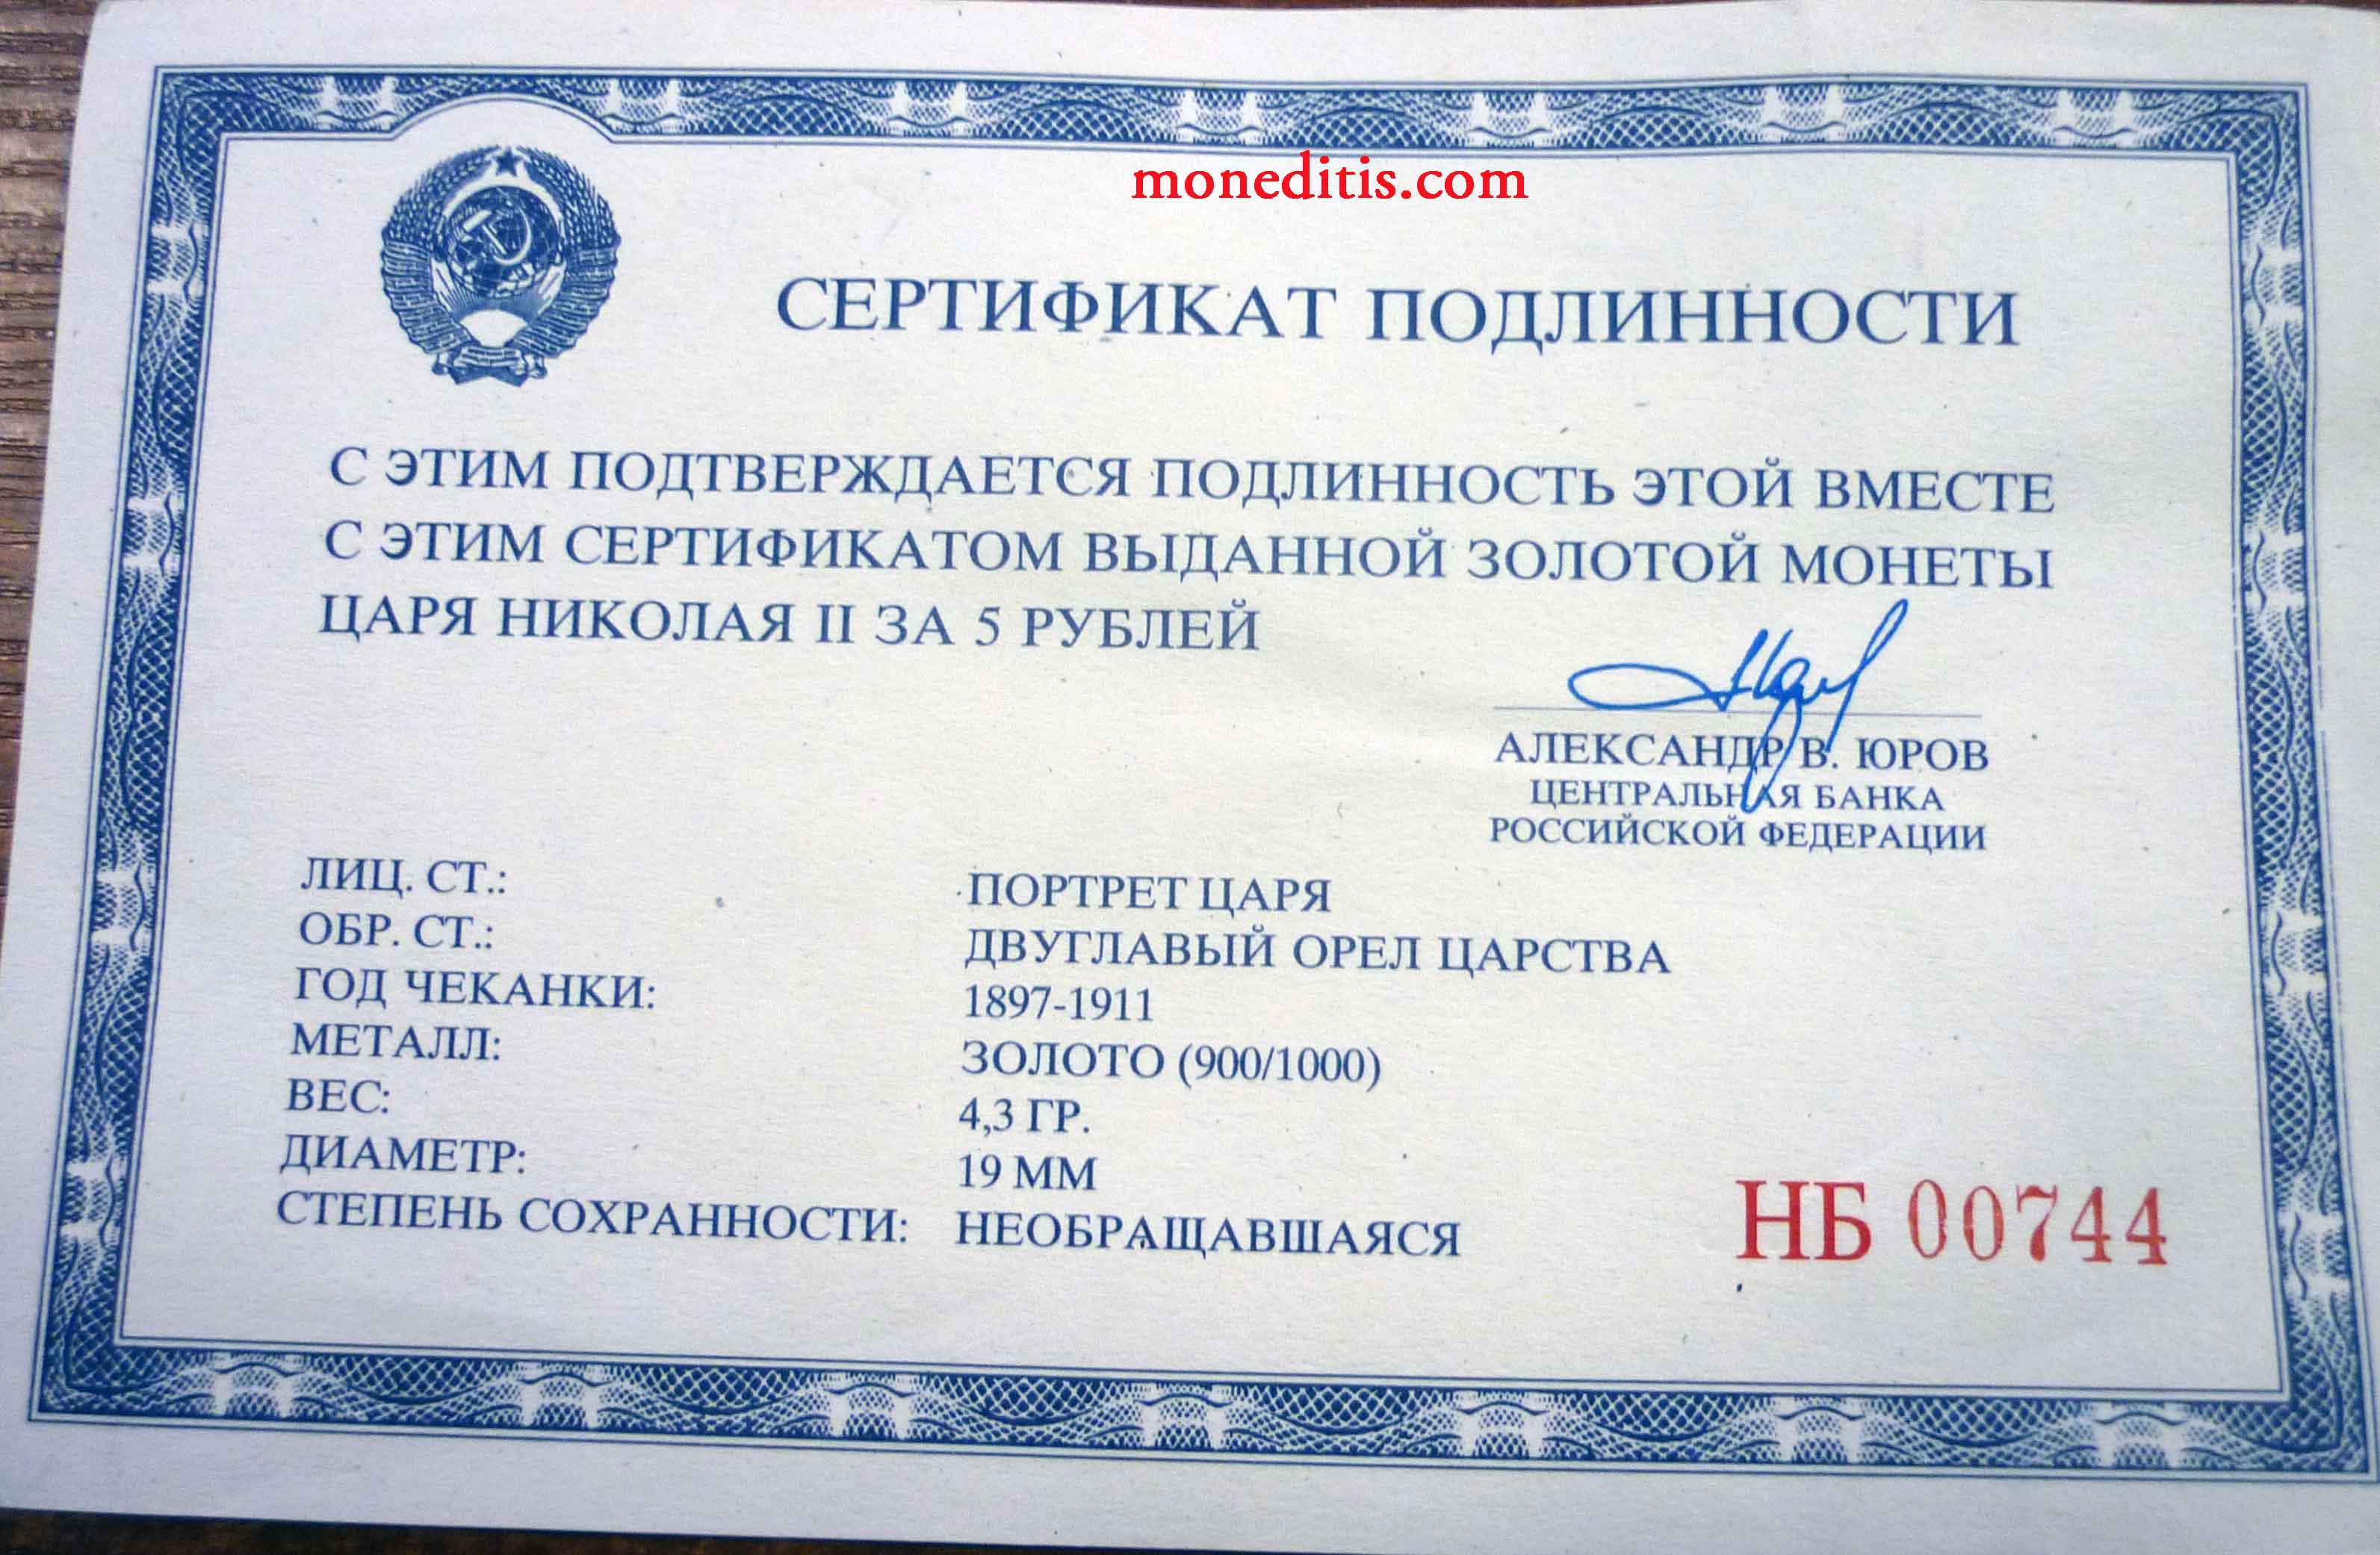 moneditis.com
СЕРТИФИКАТ ПОДЛИННОСТИ
С ЭТИМ ПОДТВЕРЖДАЕТСЯ ПОДЛИННОСТЬ ЭТОЙ ВМЕСТЕ
С ЭТИМ СЕРТИФИКАТОМ ВЫДАННОЙ ЗОЛОТОЙ МОНЕТЫ
ЦАРЯ НИКОЛАЯ II ЗА 5 РУБЛЕЙ
АЛЕКСАНДР В. ЮРОВ
ЦЕНТРАЛЬНАЯ БАНКА
РОССИЙСКОЙ ФЕДЕРАЦИИ
ЛИЦ. СТ.: ПОРТРЕТ ЦАРЯ
ОБР. СТ.: ДВУГЛАВЫЙ ОРЕЛ ЦАРСТВА
ГОД ЧЕКАНКИ: 1897-1911
МЕТАЛЛ: ЗОЛОТО (900/1000)
ВЕС: 4,3 ГР.
ДИАМЕТР: 19 ММ
СТЕПЕНЬ СОХРАННОСТИ: НЕОБРАЩАВШАЯСЯ
НБ 00744